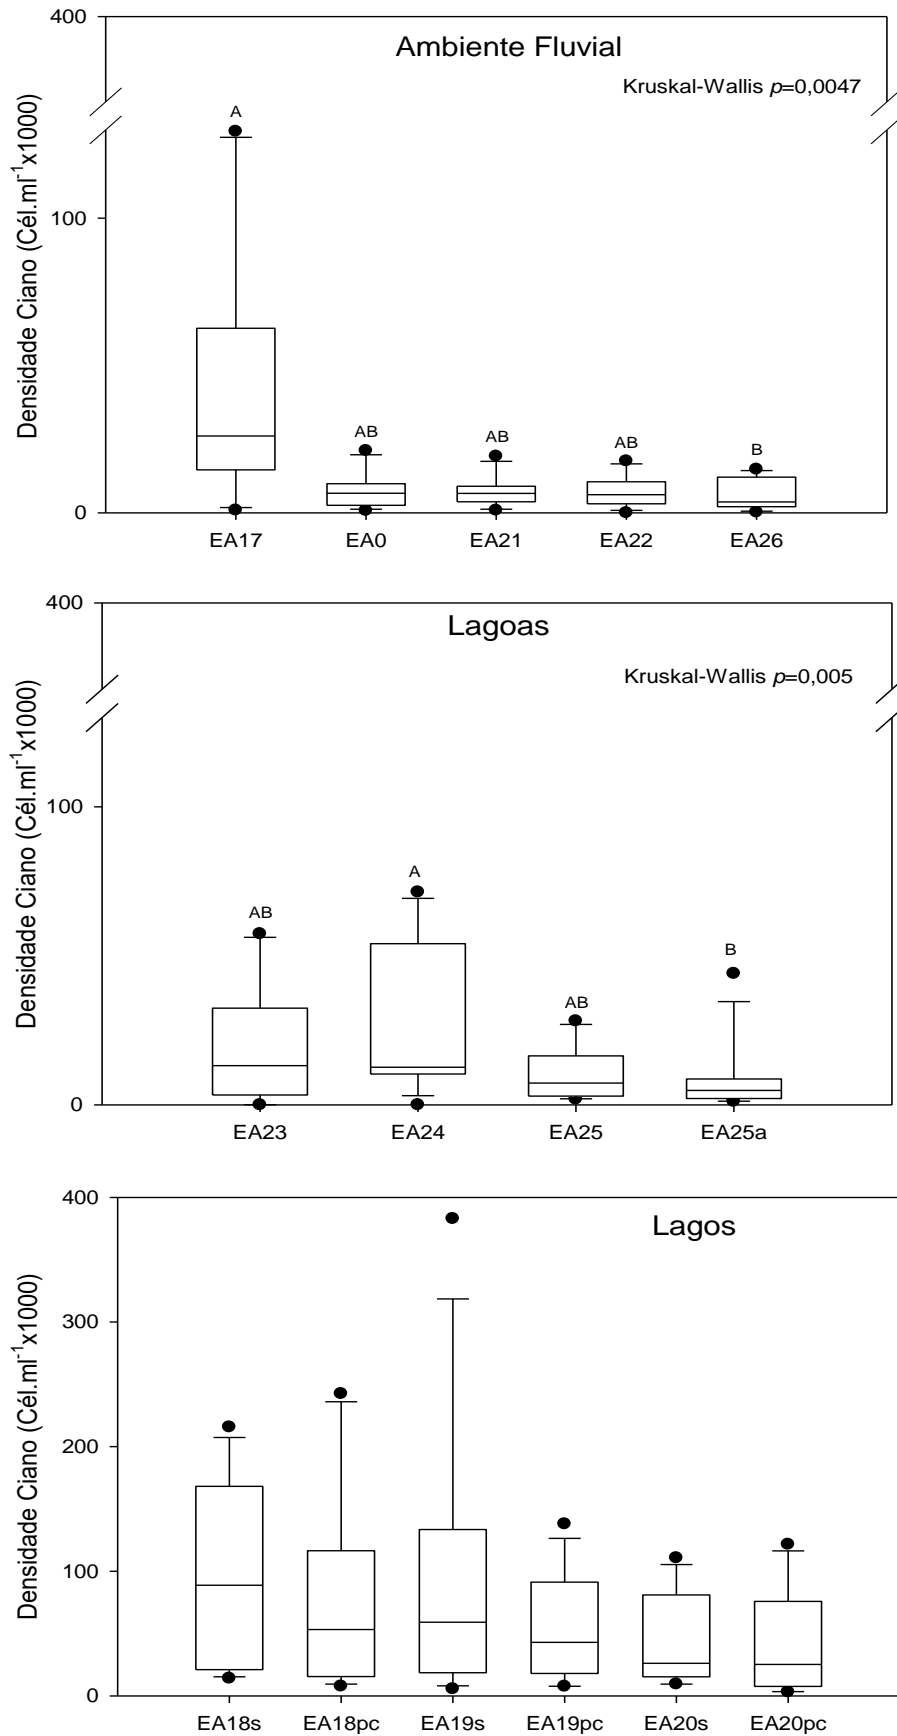 400
Ambiente Fluvial
Kruskal-Wallis p=0,0047
Densidade Ciano (Cél.ml⁻¹x1000)
A
100
AB
AB
AB
B
0
EA17 EA0 EA21 EA22 EA26
400
Lagoas
Kruskal-Wallis p=0,005
Densidade Ciano (Cél.ml⁻¹x1000)
100
A
AB
B
AB
0
EA23 EA24 EA25 EA25a
400
Lagos
Densidade Ciano (Cél.ml⁻¹x1000)
300
200
100
0
EA18s EA18pc EA19s EA19pc EA20s EA20pc